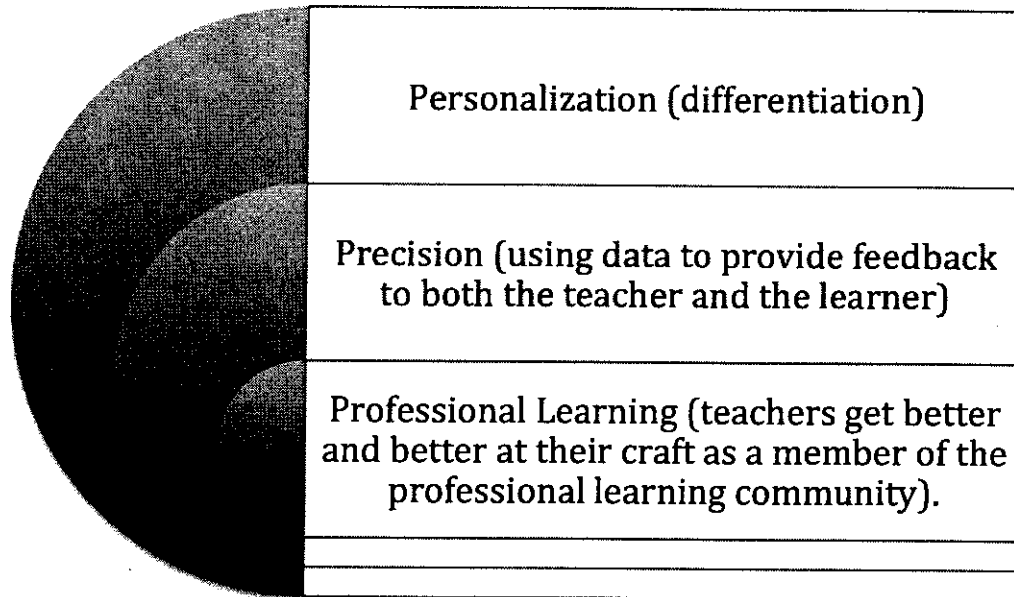 Personalization (differentiation)
Precision (using data to provide feedback
to both the teacher and the learner)
Professional Learning (teachers get better
and better at their craft as a member of the
professional learning community).